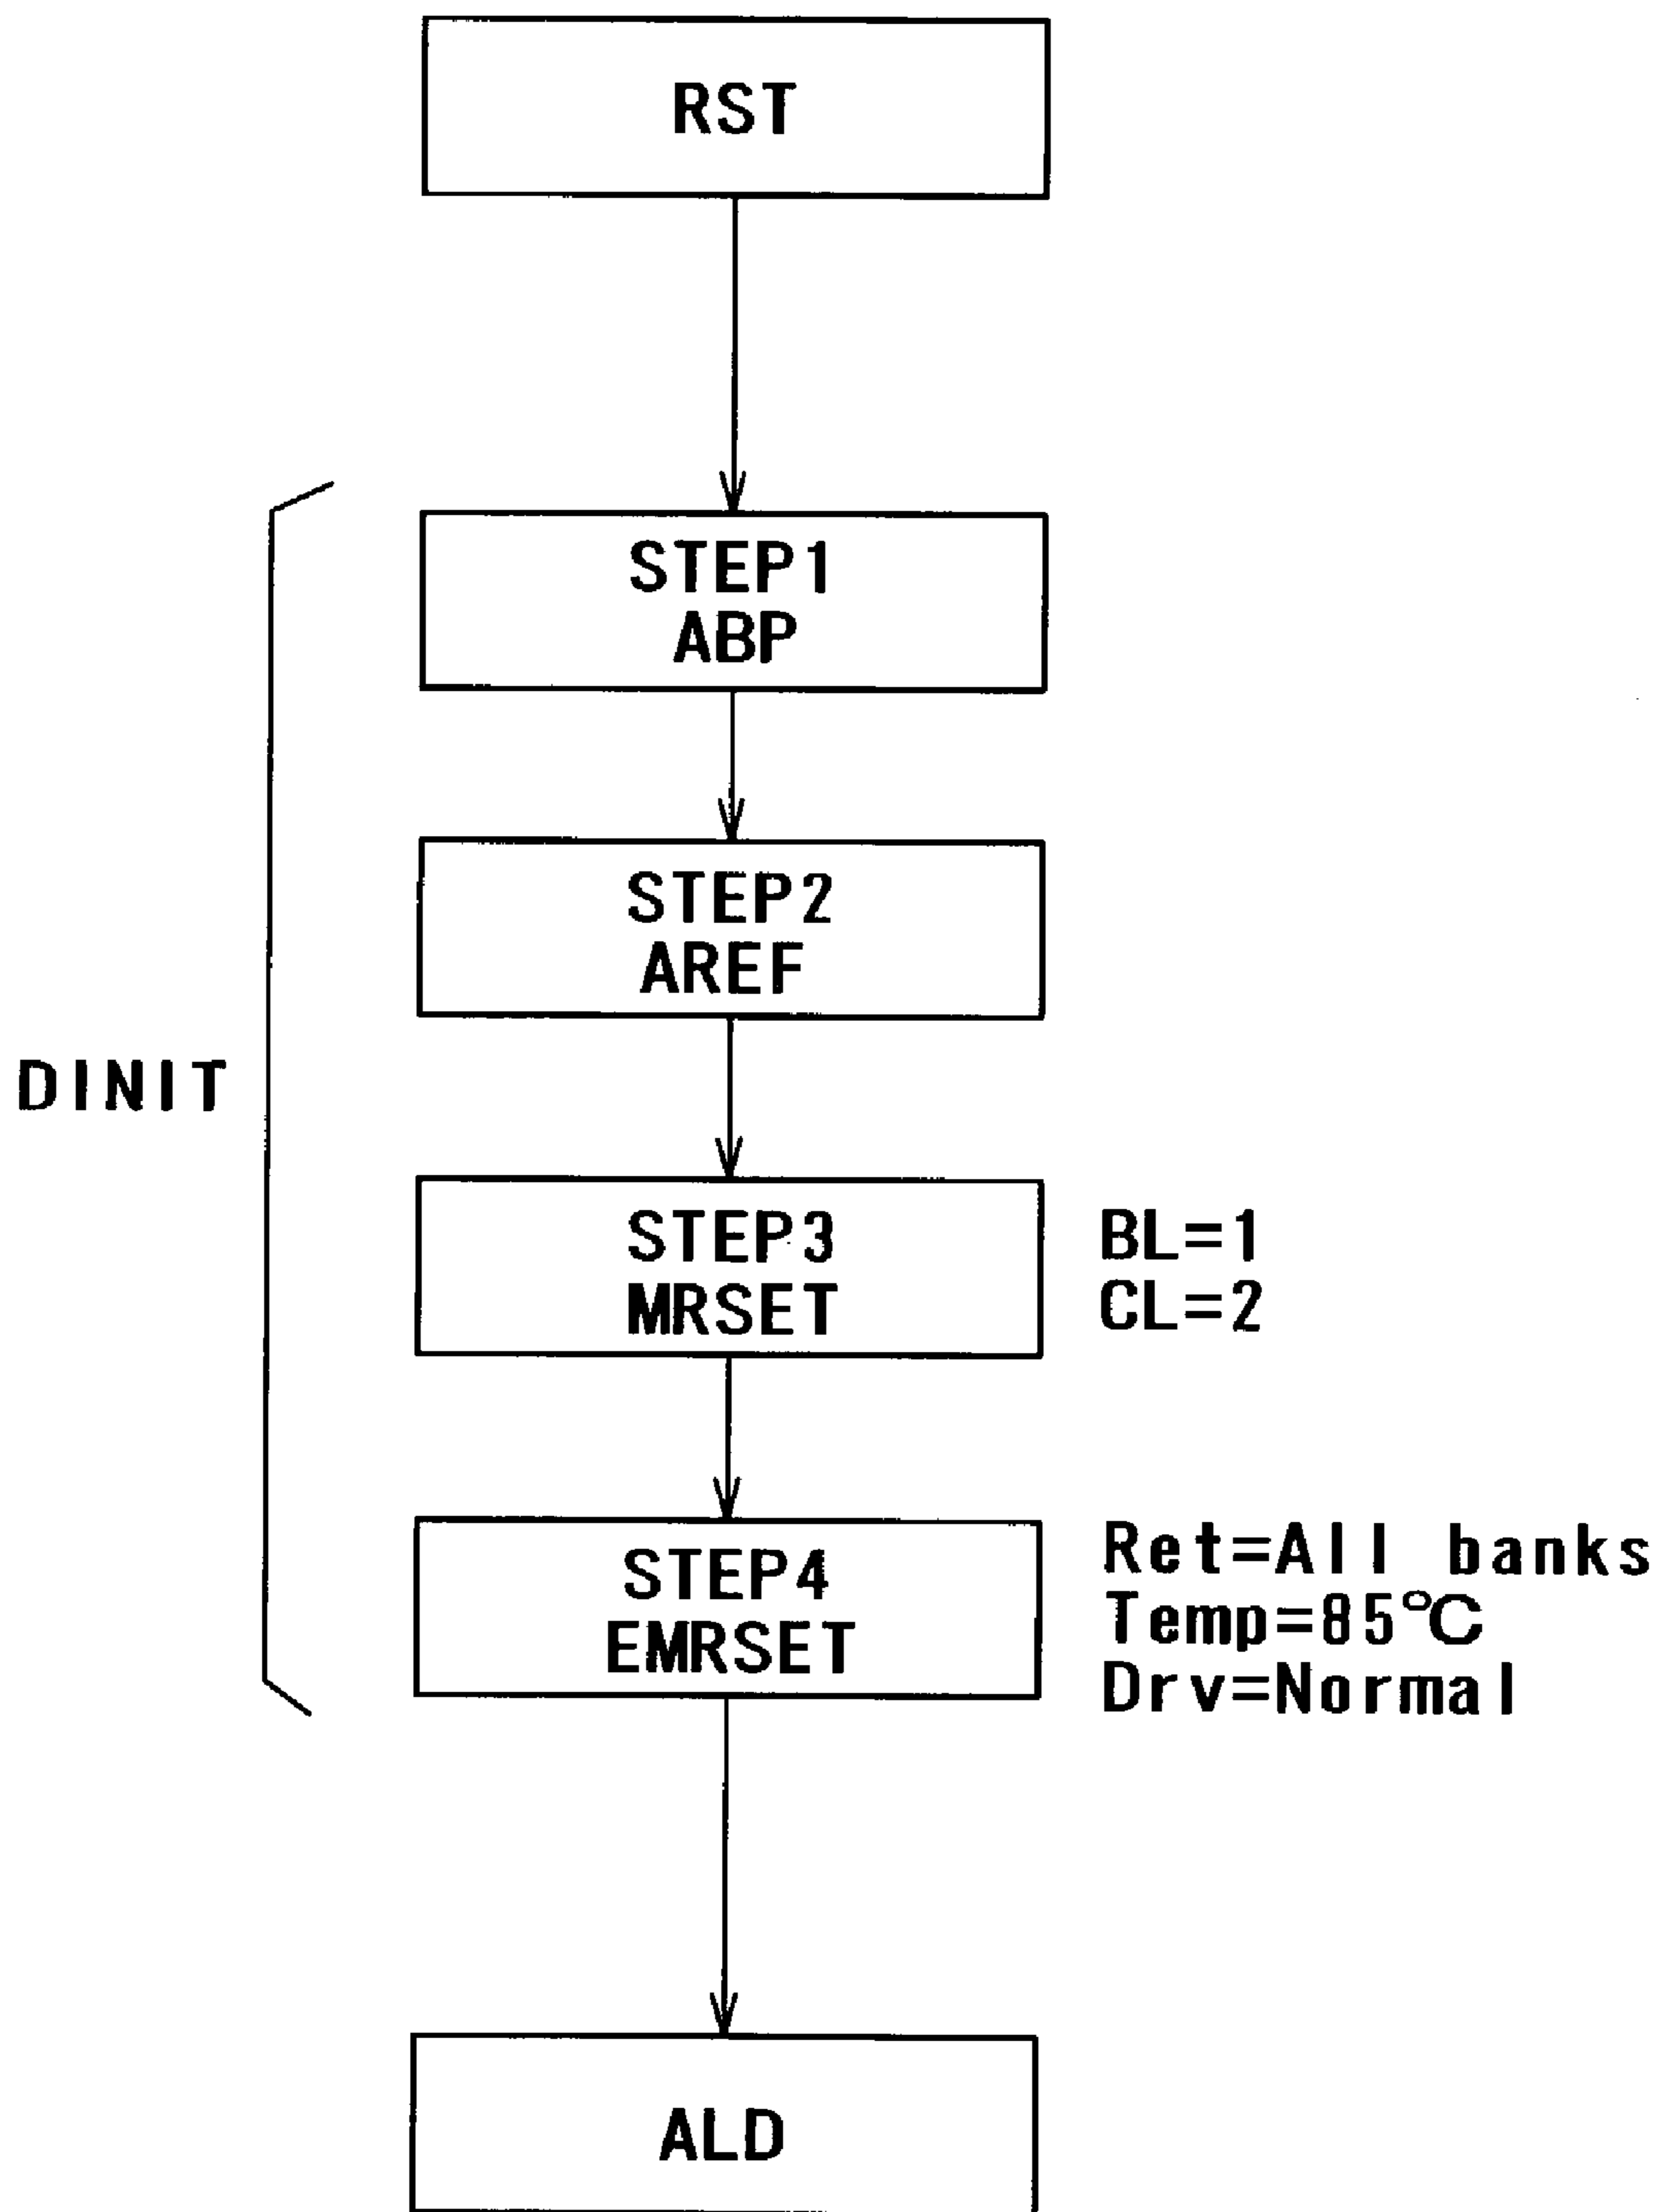 RST
STEP1
ABP
STEP2
AREF
DINIT
STEP3
MRSET
BL=1
CL=2
STEP4
EMRSET
Ret=All banks
Temp=85℃
Drv=Normal
ALD